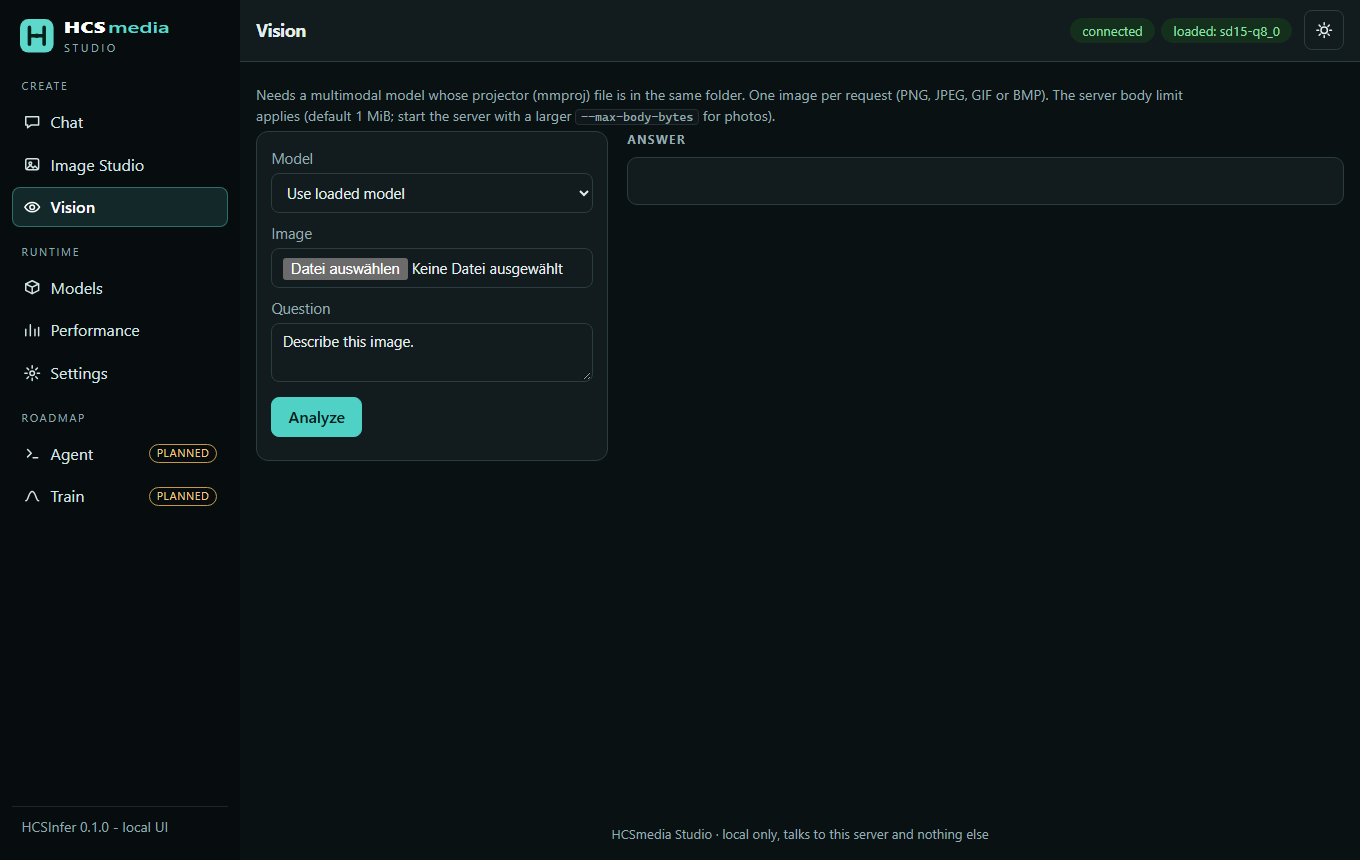 HCSmedia
STUDIO
CREATE
Chat
Image Studio
Vision
RUNTIME
Models
Performance
Settings
ROADMAP
Agent PLANNED
Train PLANNED
HCSInfer 0.1.0 - local UI
Vision
connected
loaded: sd15-q8_0
Needs a multimodal model whose projector (mmproj) file is in the same folder. One image per request (PNG, JPEG, GIF or BMP). The server body limit
applies (default 1 MiB; start the server with a larger --max-body-bytes for photos).
Model
Use loaded model
Image
Datei auswählen Keine Datei ausgewählt
Question
Describe this image.
Analyze
ANSWER
HCSmedia Studio · local only, talks to this server and nothing else